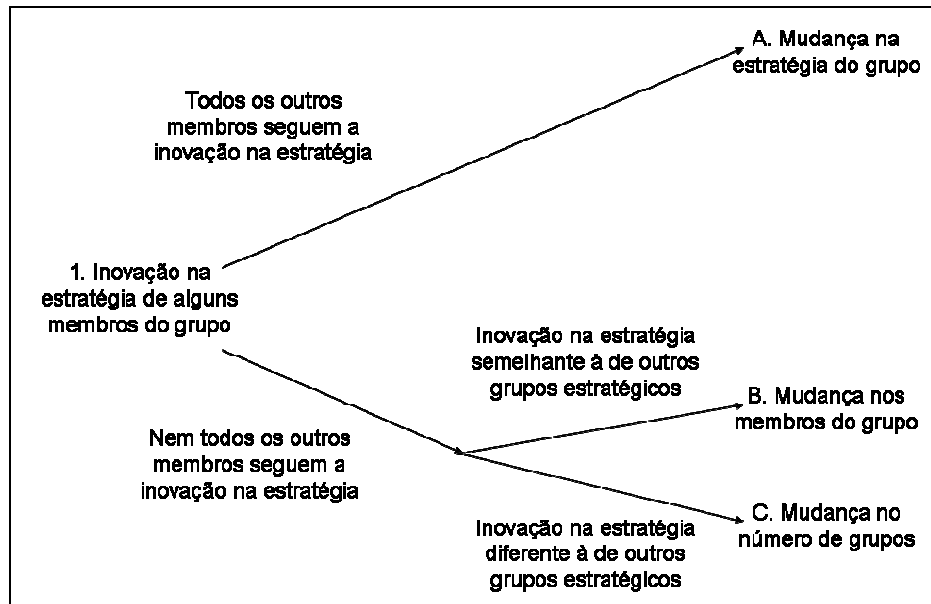 A. Mudança na
estratégia do grupo
Todos os outros
membros seguem a
inovação na estratégia
1. Inovação na
estratégia de alguns
membros do grupo
Inovação na estratégia
semelhante à de outros
grupos estratégicos
B. Mudança nos
membros do grupo
Nem todos os outros
membros seguem a
inovação na estratégia
C. Mudança no
número de grupos
Inovação na estratégia
diferente à de outros
grupos estratégicos